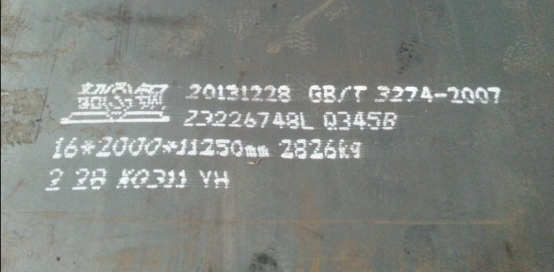 20131228 GB/T 3274-2007
Z3226748L Q345B
16*2000*11250mm 2826kg
2 28 K0311 YH